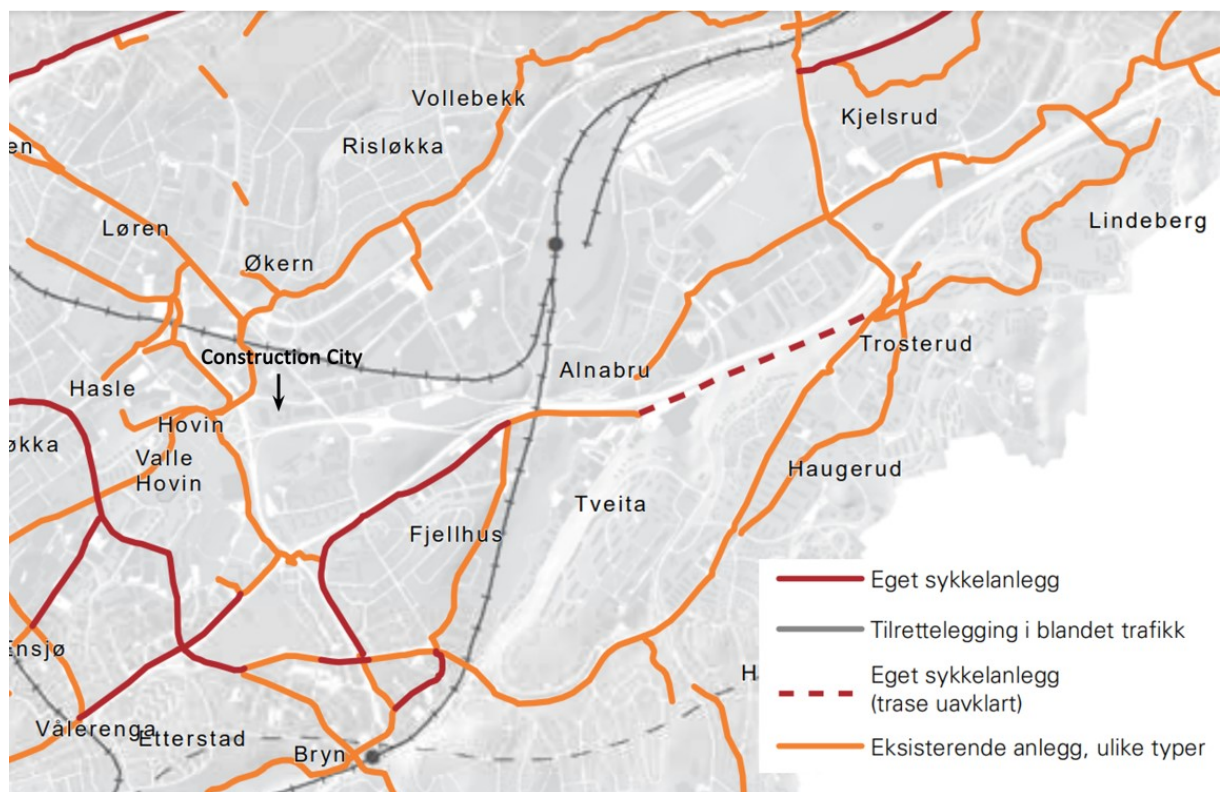 Vollebekk
Kjelsrud
Risløkka
en
Løren
Lindeberg
Økern
Construction City
Trosterud
Alnabru
Hasle
Hovin
økka
Valle
Hovin
Haugerud
Tveita
Fjellhus
Ensjø
H
Vålerenga
Etterstad
Bryn
Eget sykkelanlegg
Tilrettelegging i blandet trafikk
Eget sykkelanlegg
(trase uavklart)
Eksisterende anlegg, ulike typer